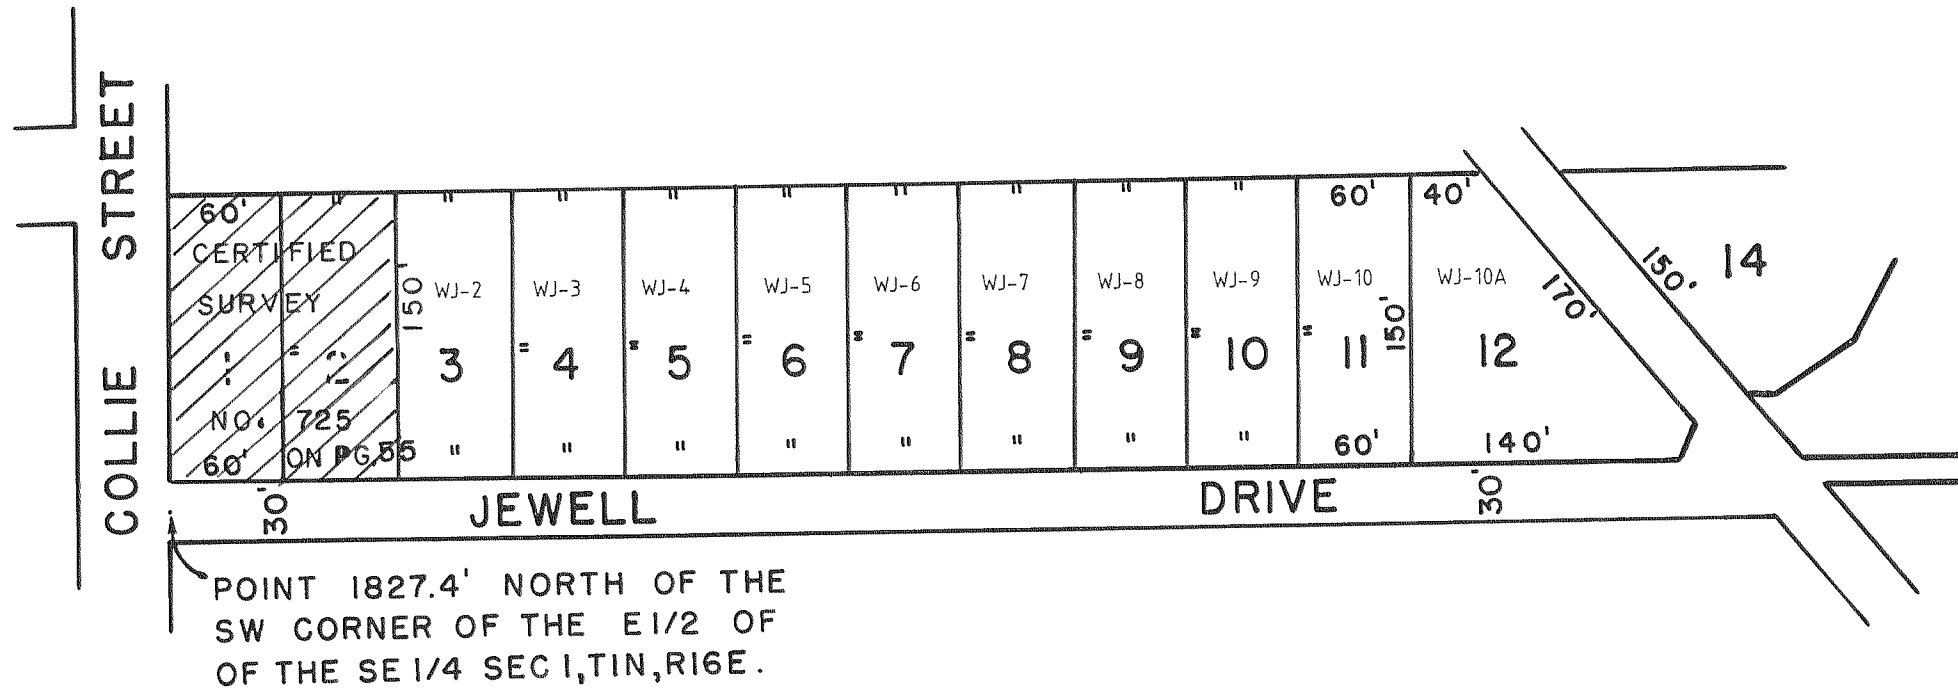 COLLIE STREET
60' " " " " " " " " " 60' 40'
CERTIFIED
SURVEY
150'
WJ-2 WJ-3 WJ-4 WJ-5 WJ-6 WJ-7 WJ-8 WJ-9 WJ-10 WJ-10A
150'
170'
150'
14
1 " 2 3 " 4 " 5 " 6 " 7 " 8 " 9 " 10 " 11 12
NO. 725
60' ON PG. 55 " " " " " " " " 60' 140'
30' JEWELL DRIVE 30'
POINT 1827.4' NORTH OF THE
SW CORNER OF THE E1/2 OF
OF THE SE 1/4 SEC 1,T1N,R16E.